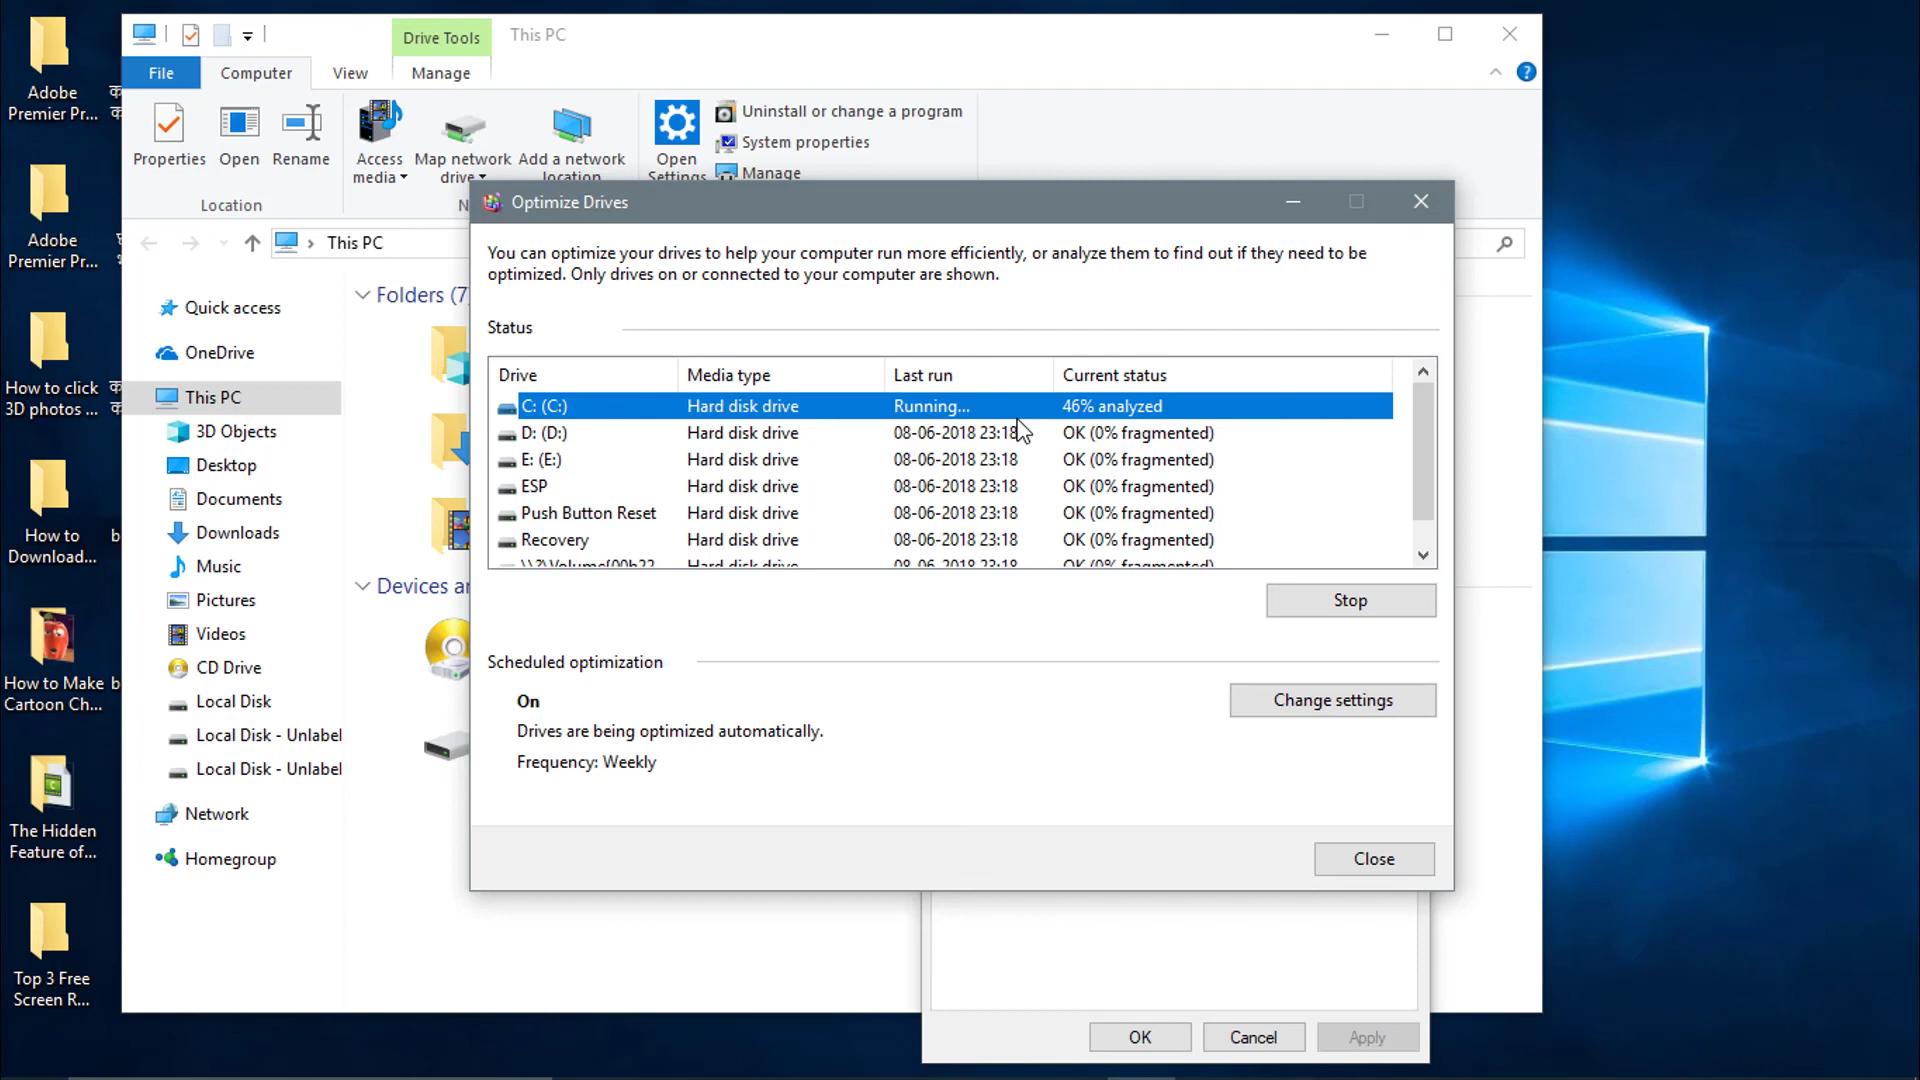 Adobe
Premier Pr...
Adobe
Premier Pr...
How to click
3D photos ...
How to
Download...
How to Make
Cartoon Ch...
The Hidden
Feature of...
Top 3 Free
Screen R...
Drive Tools
This PC
File
Computer
View
Manage
Properties
Open
Rename
Access
media
Map network
drive
Add a network
location
Open
Settings
Uninstall or change a program
System properties
Manage
Location
This PC
Quick access
OneDrive
This PC
3D Objects
Desktop
Documents
Downloads
Music
Pictures
Videos
CD Drive
Local Disk
Local Disk - Unlabel
Local Disk - Unlabel
Network
Homegroup
Folders (7
Devices a
Optimize Drives
You can optimize your drives to help your computer run more efficiently, or analyze them to find out if they need to be
optimized. Only drives on or connected to your computer are shown.
Status
Drive Media type Last run Current status
C: (C:) Hard disk drive Running... 46% analyzed
D: (D:) Hard disk drive 08-06-2018 23:18 OK (0% fragmented)
E: (E:) Hard disk drive 08-06-2018 23:18 OK (0% fragmented)
ESP Hard disk drive 08-06-2018 23:18 OK (0% fragmented)
Push Button Reset Hard disk drive 08-06-2018 23:18 OK (0% fragmented)
Recovery Hard disk drive 08-06-2018 23:18 OK (0% fragmented)
Hard disk drive 08-06-2018 23:18 OK (0% fragmented)
Stop
Scheduled optimization
On
Drives are being optimized automatically.
Frequency: Weekly
Change settings
Close
OK
Cancel
Apply